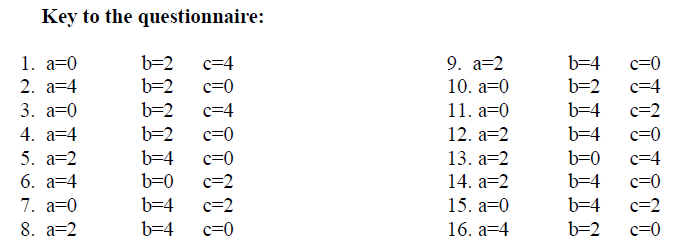 Key to the questionnaire:
1. a=0 b=2 c=4
2. a=4 b=2 c=0
3. a=0 b=2 c=4
4. a=4 b=2 c=0
5. a=2 b=4 c=0
6. a=4 b=0 c=2
7. a=0 b=4 c=2
8. a=2 b=4 c=0
9. a=2 b=4 c=0
10. a=0 b=2 c=4
11. a=0 b=4 c=2
12. a=2 b=4 c=0
13. a=2 b=0 c=4
14. a=2 b=4 c=0
15. a=0 b=4 c=2
16. a=4 b=2 c=0